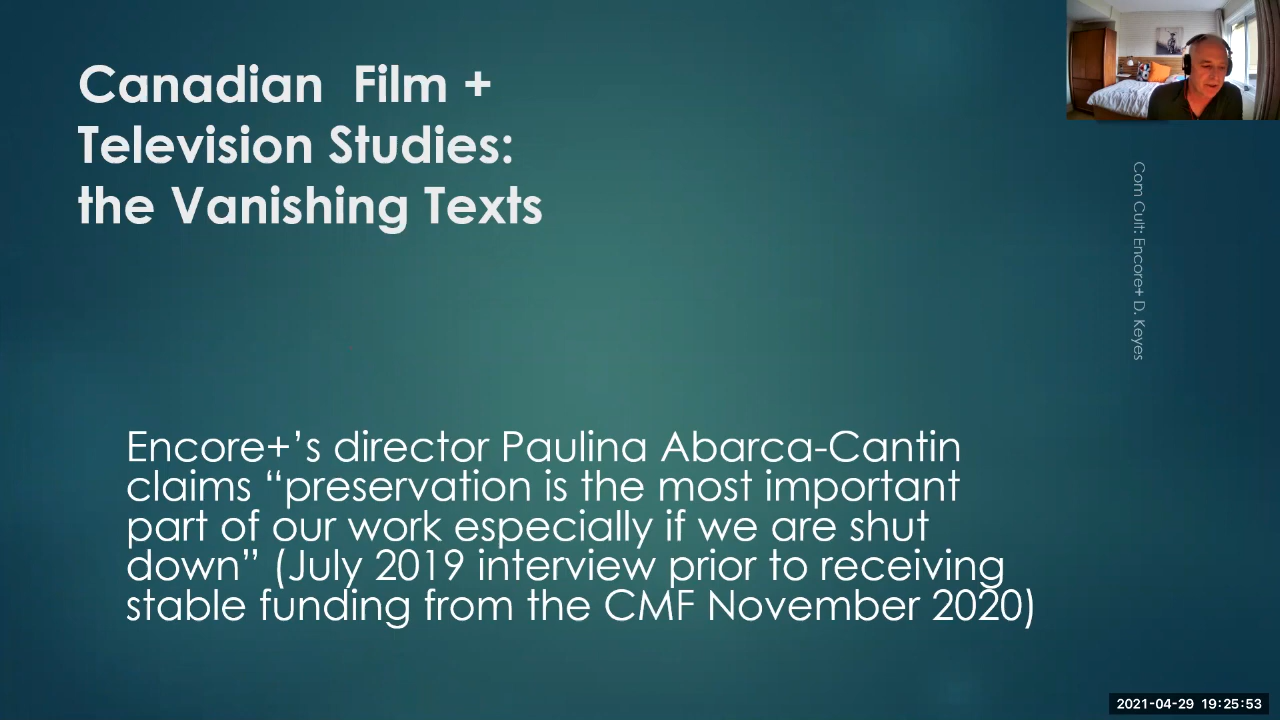 Canadian  Film +
Television Studies:
the Vanishing Texts
Com Cult: Encore+ D. Keyes
Encore+’s director Paulina Abarca-Cantin
claims “preservation is the most important
part of our work especially if we are shut
down” (July 2019 interview prior to receiving
stable funding from the CMF November 2020)
2021-04-29 19:25:53